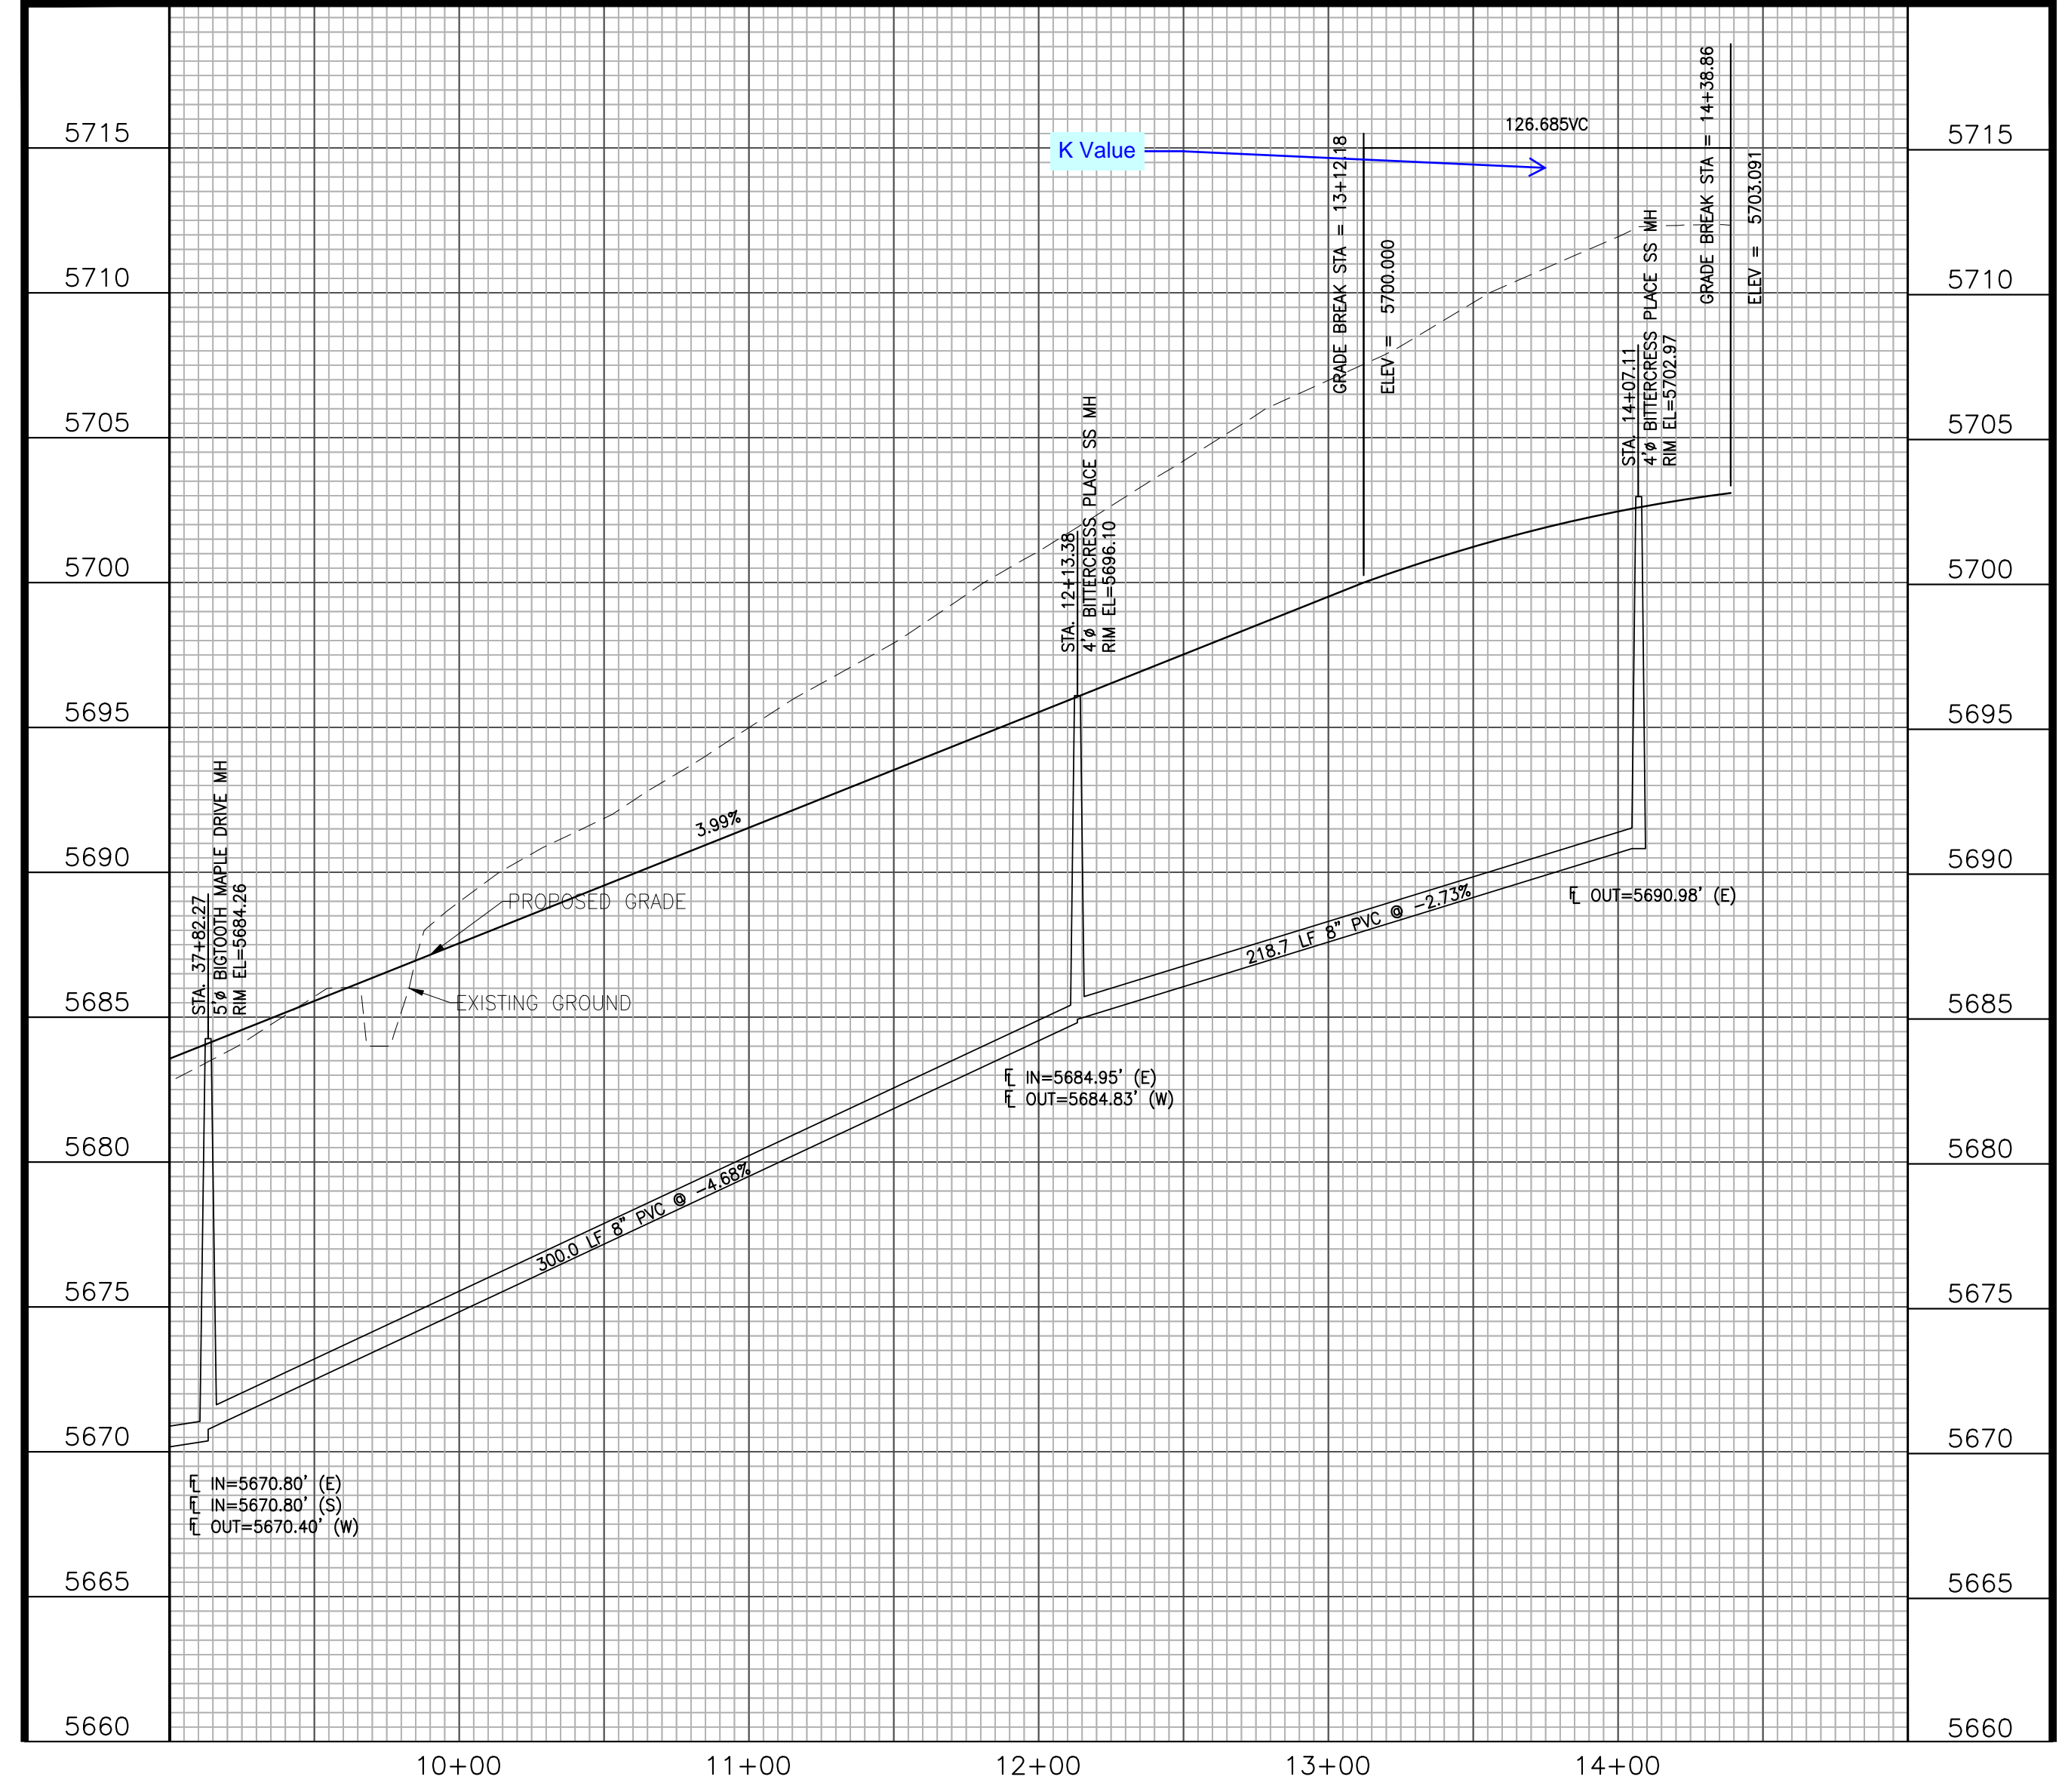 126.685VC
K Value
GRADE BREAK STA = 13+12.18
ELEV = 5700.000
GRADE BREAK STA = 14+38.86
ELEV = 5703.091
STA. 14+07.11
4'ø BITTERCRESS PLACE SS MH
RIM EL=5702.97
STA. 12+13.38
4'ø BITTERCRESS PLACE SS MH
RIM EL=5696.10
STA. 37+82.27
5'ø BIGTOOTH MAPLE DRIVE MH
RIM EL=5684.26
3.99%
PROPOSED GRADE
EXISTING GROUND
218.7 LF 8" PVC @ -2.73%
FL OUT=5690.98' (E)
FL IN=5684.95' (E)
FL OUT=5684.83' (W)
300.0 LF 8" PVC @ -4.68%
FL IN=5670.80' (E)
FL IN=5670.80' (S)
FL OUT=5670.40' (W)
5715
5710
5705
5700
5695
5690
5685
5680
5675
5670
5665
5660
5715
5710
5705
5700
5695
5690
5685
5680
5675
5670
5665
5660
10+00 11+00 12+00 13+00 14+00